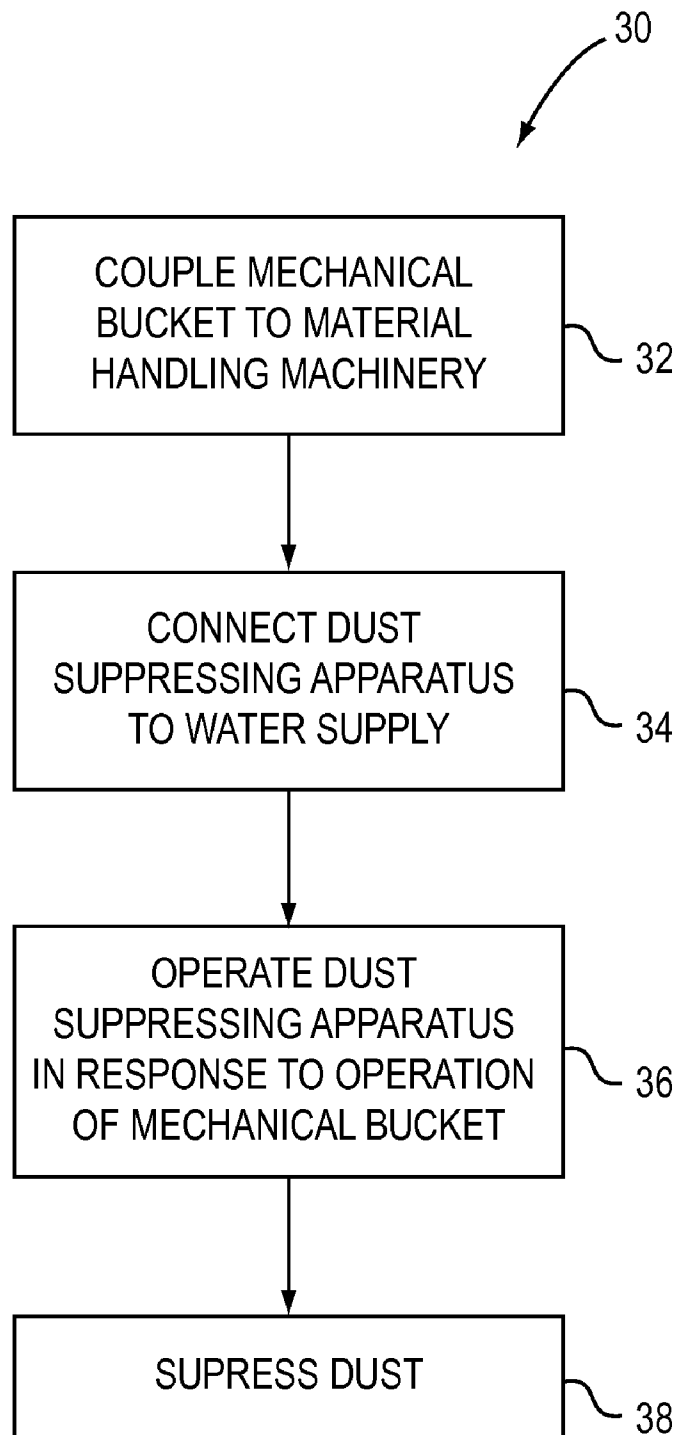 30
COUPLE MECHANICAL
BUCKET TO MATERIAL
HANDLING MACHINERY
32
CONNECT DUST
SUPPRESSING APPARATUS
TO WATER SUPPLY
34
OPERATE DUST
SUPPRESSING APPARATUS
IN RESPONSE TO OPERATION
OF MECHANICAL BUCKET
36
SUPRESS DUST
38